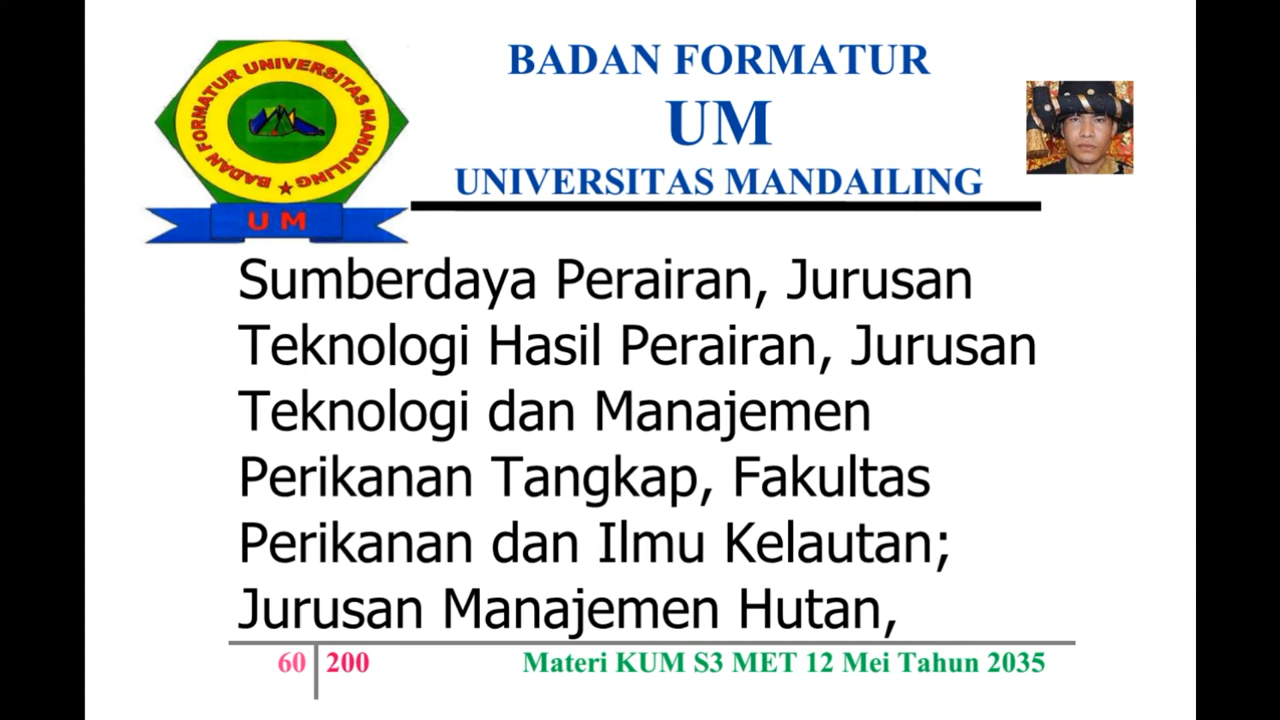 BADAN FORMATUR UNIVERSITAS MANDAILING
U M
BADAN FORMATUR
UM
UNIVERSITAS MANDAILING
Sumberdaya Perairan, Jurusan
Teknologi Hasil Perairan, Jurusan
Teknologi dan Manajemen
Perikanan Tangkap, Fakultas
Perikanan dan Ilmu Kelautan;
Jurusan Manajemen Hutan,
60 200 Materi KUM S3 MET 12 Mei Tahun 2035